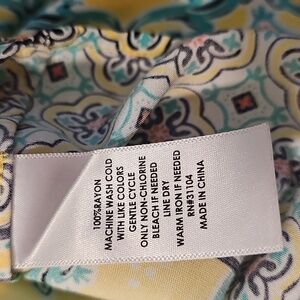 100%RAYON
MACHINE WASH COLD
WITH LIKE COLORS
GENTLE CYCLE
ONLY NON-CHLORINE
BLEACH IF NEEDED
LINE DRY
WARM IRON IF NEEDED
RN#31104
MADE IN CHINA